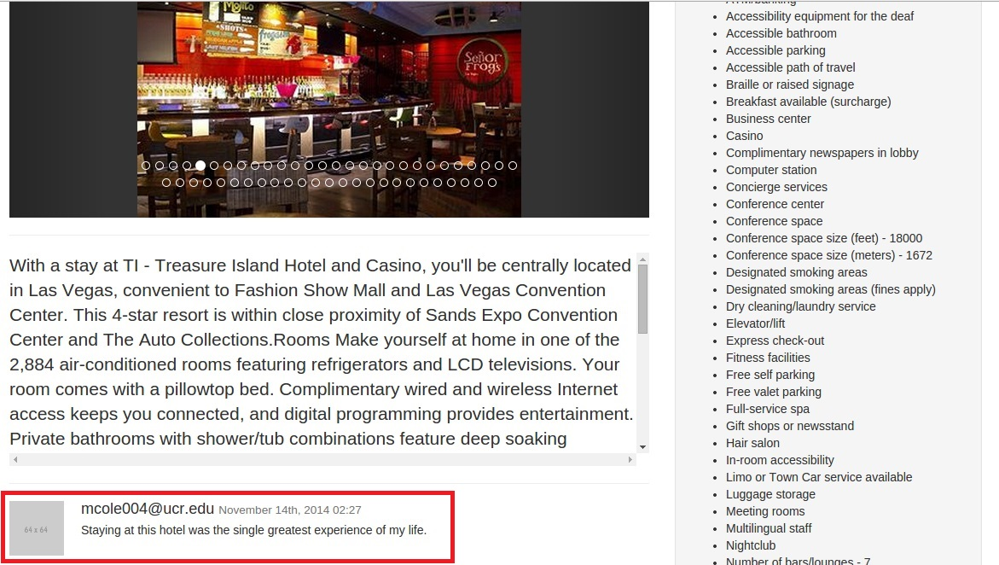 Mojito
SHOTS
Señor
Frog's
With a stay at TI - Treasure Island Hotel and Casino, you'll be centrally located
in Las Vegas, convenient to Fashion Show Mall and Las Vegas Convention
Center. This 4-star resort is within close proximity of Sands Expo Convention
Center and The Auto Collections.Rooms Make yourself at home in one of the
2,884 air-conditioned rooms featuring refrigerators and LCD televisions. Your
room comes with a pillowtop bed. Complimentary wired and wireless Internet
access keeps you connected, and digital programming provides entertainment.
Private bathrooms with shower/tub combinations feature deep soaking
64 x 64
mcole004@ucr.edu November 14th, 2014 02:27
Staying at this hotel was the single greatest experience of my life.
ATM/banking
Accessibility equipment for the deaf
Accessible bathroom
Accessible parking
Accessible path of travel
Braille or raised signage
Breakfast available (surcharge)
Business center
Casino
Complimentary newspapers in lobby
Computer station
Concierge services
Conference center
Conference space
Conference space size (feet) - 18000
Conference space size (meters) - 1672
Designated smoking areas
Designated smoking areas (fines apply)
Dry cleaning/laundry service
Elevator/lift
Express check-out
Fitness facilities
Free self parking
Free valet parking
Full-service spa
Gift shops or newsstand
Hair salon
In-room accessibility
Limo or Town Car service available
Luggage storage
Meeting rooms
Multilingual staff
Nightclub
Number of bars/lounges - 7